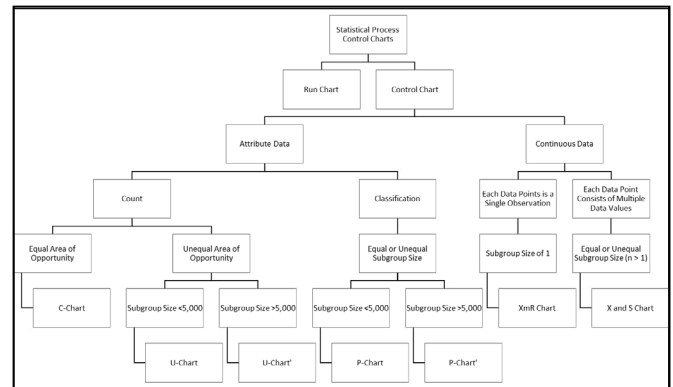 Statistical Process
Control Charts
Run Chart
Control Chart
Attribute Data
Continuous Data
Count
Classification
Each Data Points is a
Single Observation
Each Data Point
Consists of Multiple
Data Values
Equal Area of
Opportunity
Unequal Area of
Opportunity
Equal or Unequal
Subgroup Size
Subgroup Size of 1
Equal or Unequal
Subgroup Size (n > 1)
C-Chart
Subgroup Size <5,000
Subgroup Size >5,000
Subgroup Size <5,000
Subgroup Size >5,000
XmR Chart
X and S Chart
U-Chart
U-Chart'
P-Chart
P-Chart'